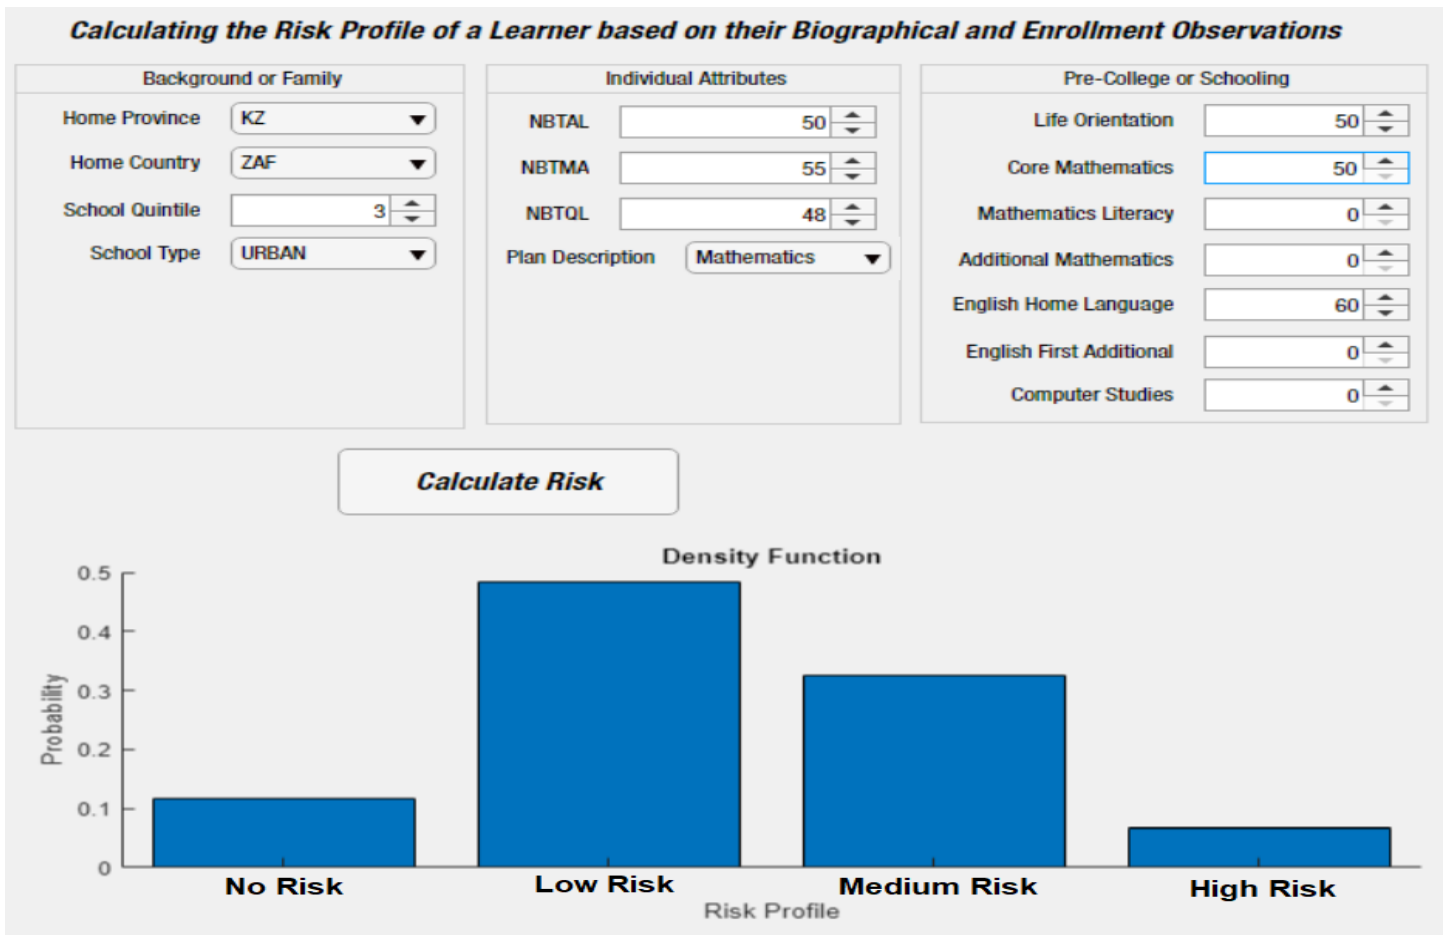 Calculating the Risk Profile of a Learner based on their Biographical and Enrollment Observations
Background or Family
Home Province KZ
Home Country ZAF
School Quintile 3
School Type URBAN
Individual Attributes
NBTAL 50
NBTMA 55
NBTQL 48
Plan Description Mathematics
Pre-College or Schooling
Life Orientation 50
Core Mathematics 50
Mathematics Literacy 0
Additional Mathematics 0
English Home Language 60
English First Additional 0
Computer Studies 0
Calculate Risk
Density Function
Probability
0.5
0.4
0.3
0.2
0.1
0
No Risk Low Risk Medium Risk High Risk
Risk Profile